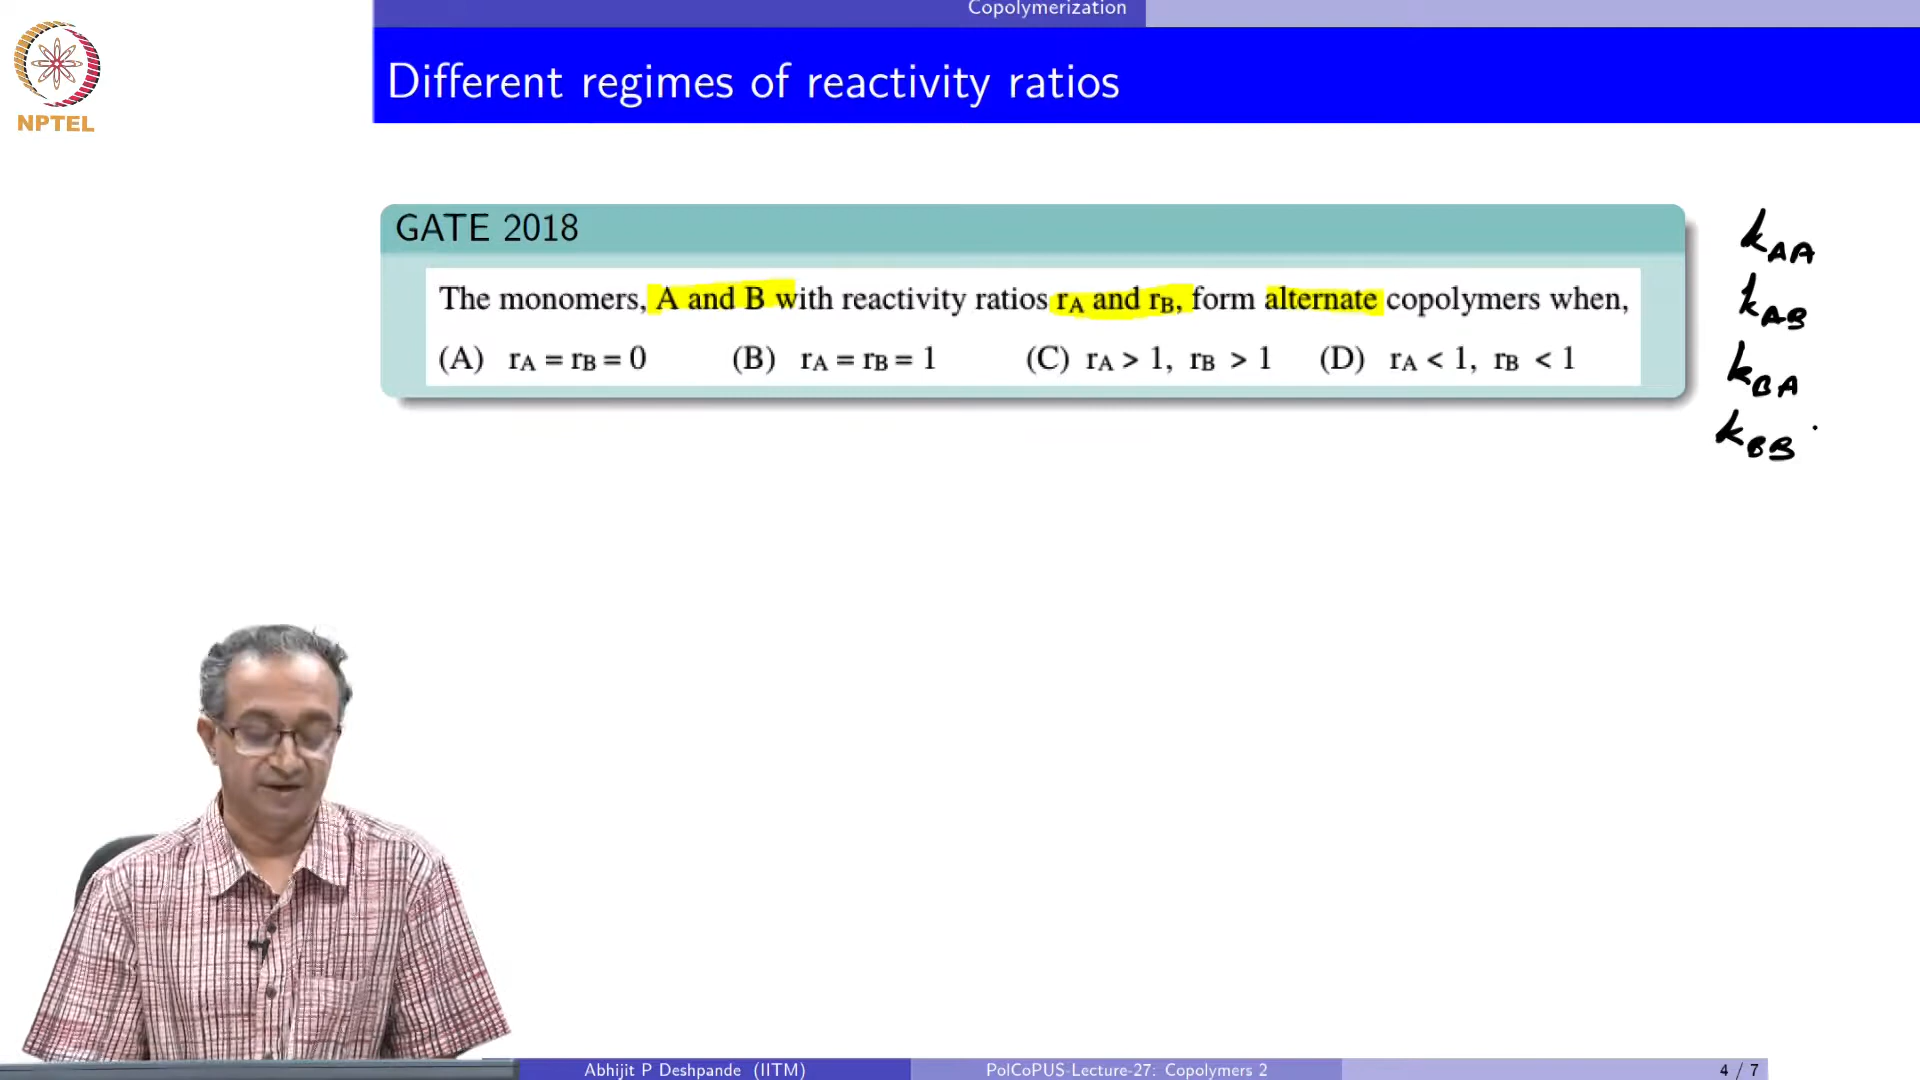 Copolymerization
NPTEL
Different regimes of reactivity ratios
GATE 2018
The monomers, A and B with reactivity ratios rA and rB, form alternate copolymers when,
(A) rA = rB = 0 (B) rA = rB = 1 (C) rA > 1, rB > 1 (D) rA < 1, rB < 1
kAA
kAB
kBA
kBB
Abhijit P Deshpande (IITM) PolCoPUS-Lecture-27: Copolymers 2 4 / 7